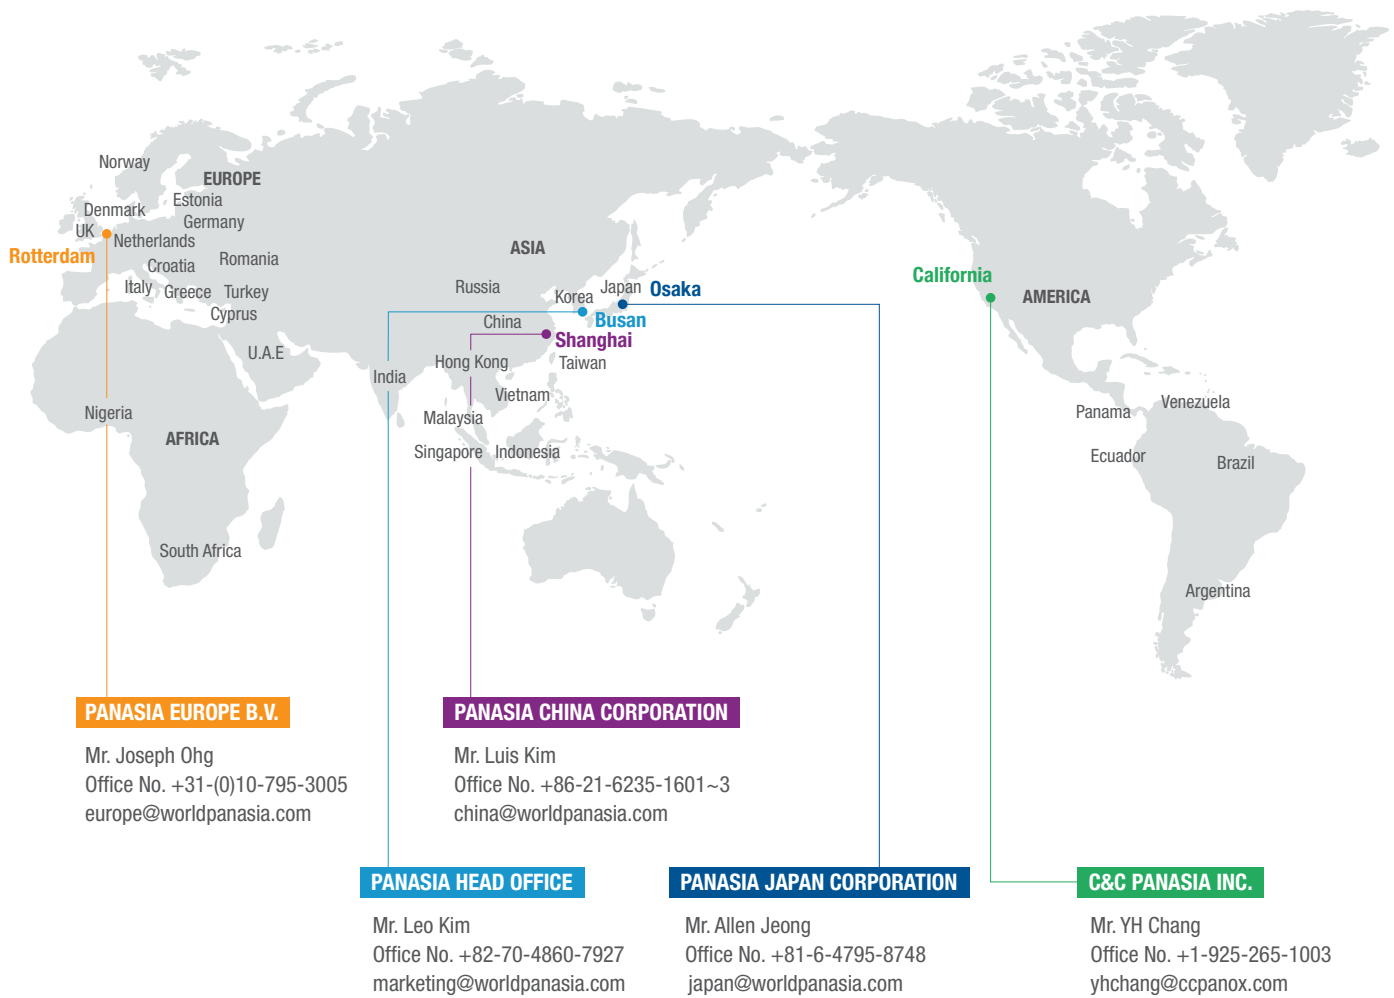 Norway
EUROPE
Estonia
Denmark
Germany
UK
Netherlands
Rotterdam
Croatia
Romania
Italy
Greece
Turkey
Cyprus
U.A.E
Nigeria
AFRICA
South Africa
ASIA
Russia
Korea
Japan
Osaka
China
Busan
Shanghai
Hong Kong
Taiwan
India
Vietnam
Malaysia
Singapore
Indonesia
California
AMERICA
Panama
Venezuela
Ecuador
Brazil
Argentina
PANASIA EUROPE B.V.
Mr. Joseph Ohg
Office No. +31-(0)10-795-3005
europe@worldpanasia.com
PANASIA CHINA CORPORATION
Mr. Luis Kim
Office No. +86-21-6235-1601~3
china@worldpanasia.com
PANASIA HEAD OFFICE
Mr. Leo Kim
Office No. +82-70-4860-7927
marketing@worldpanasia.com
PANASIA JAPAN CORPORATION
Mr. Allen Jeong
Office No. +81-6-4795-8748
japan@worldpanasia.com
C&C PANASIA INC.
Mr. YH Chang
Office No. +1-925-265-1003
yhchang@ccpanox.com